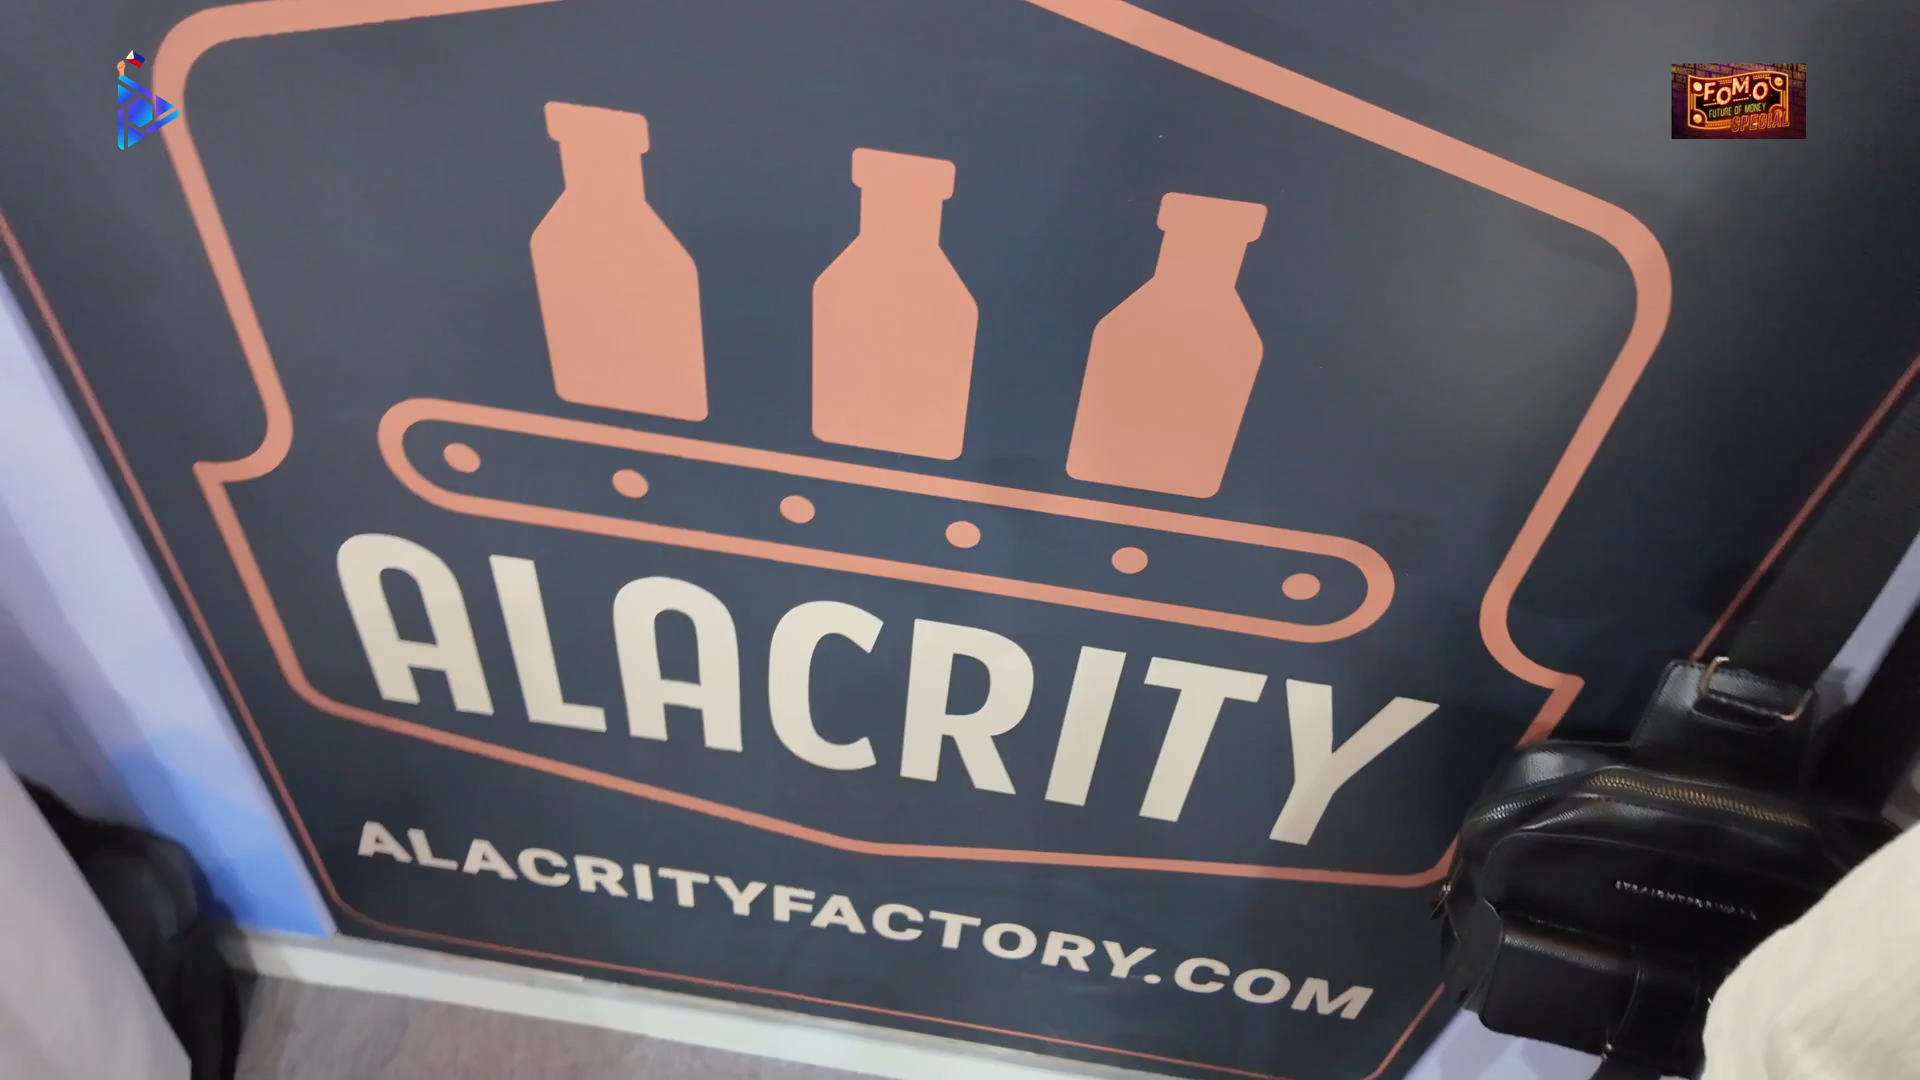 FOMO
FUTURE OF MONEY
SPECIAL
ALACRITY
ALACRITYFACTORY.COM